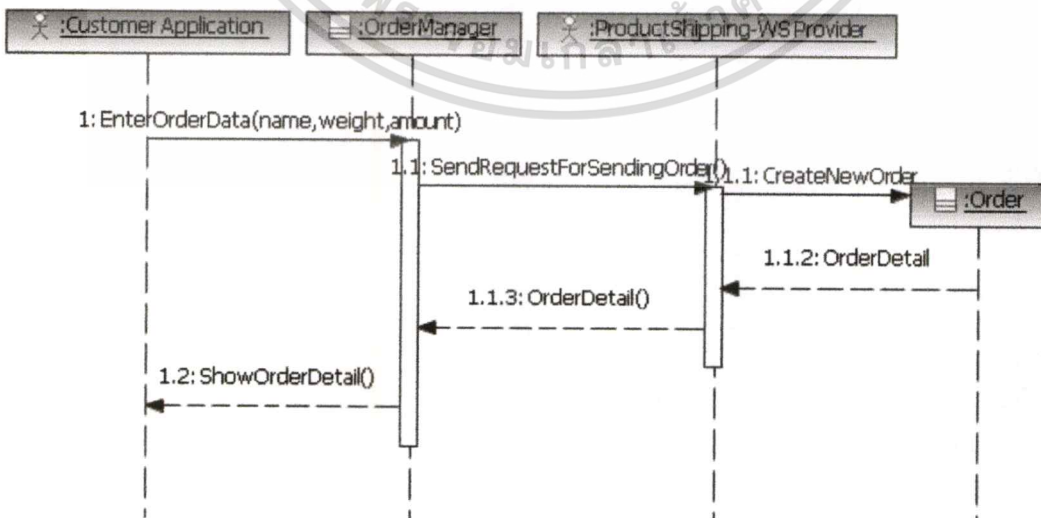 :Customer Application
:OrderManager
:ProductShipping-WS Provider
1: EnterOrderData(name,weight,amount)
1.1: SendRequestForSendingOrder()
1.1.1: CreateNewOrder
:Order
1.1.2: OrderDetail
1.1.3: OrderDetail()
1.2: ShowOrderDetail()